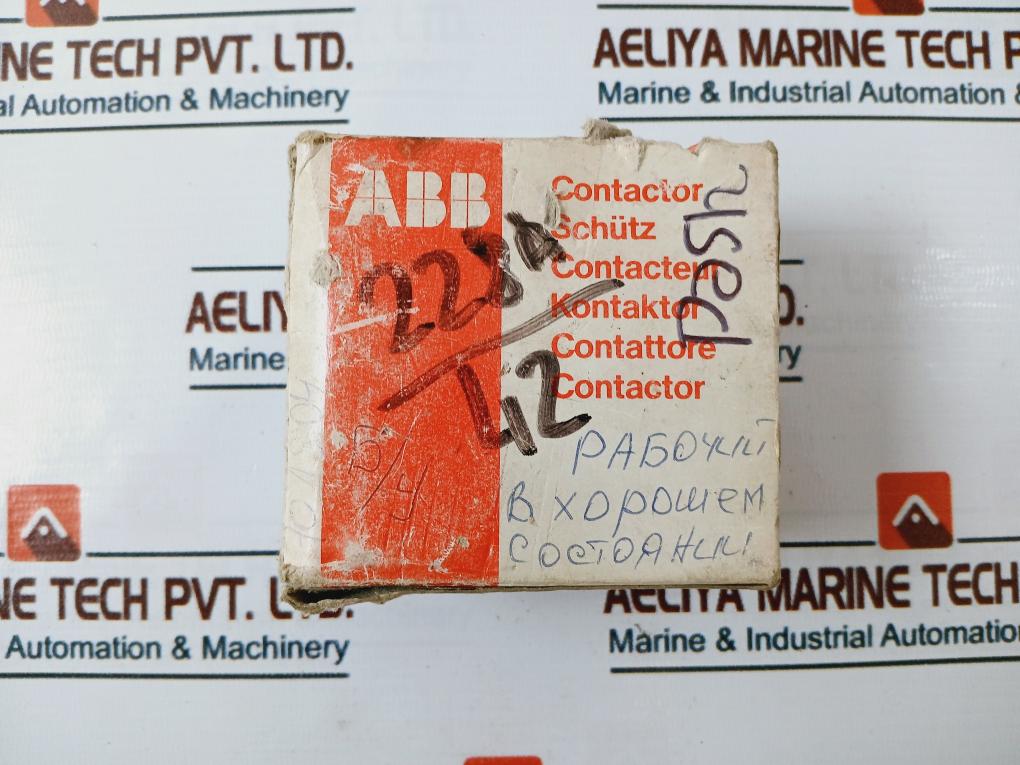 NE TECH PVT. LTD.
al Automation & Machinery
AELIYA MARINE TECH P
Marine & Industrial Automation &
ABB
Contactor
Schütz
Contacteur
Kontaktor
Contattore
Contactor
used
РАБОЧИЙ
В ХОРОШЕМ
СОСТОЯНИИ
AELIY
Marine
D.
ry
NE TECH PVT. LTD.
Automation & Machinery
AELIYA MARINE TECH
Marine & Industrial Automation